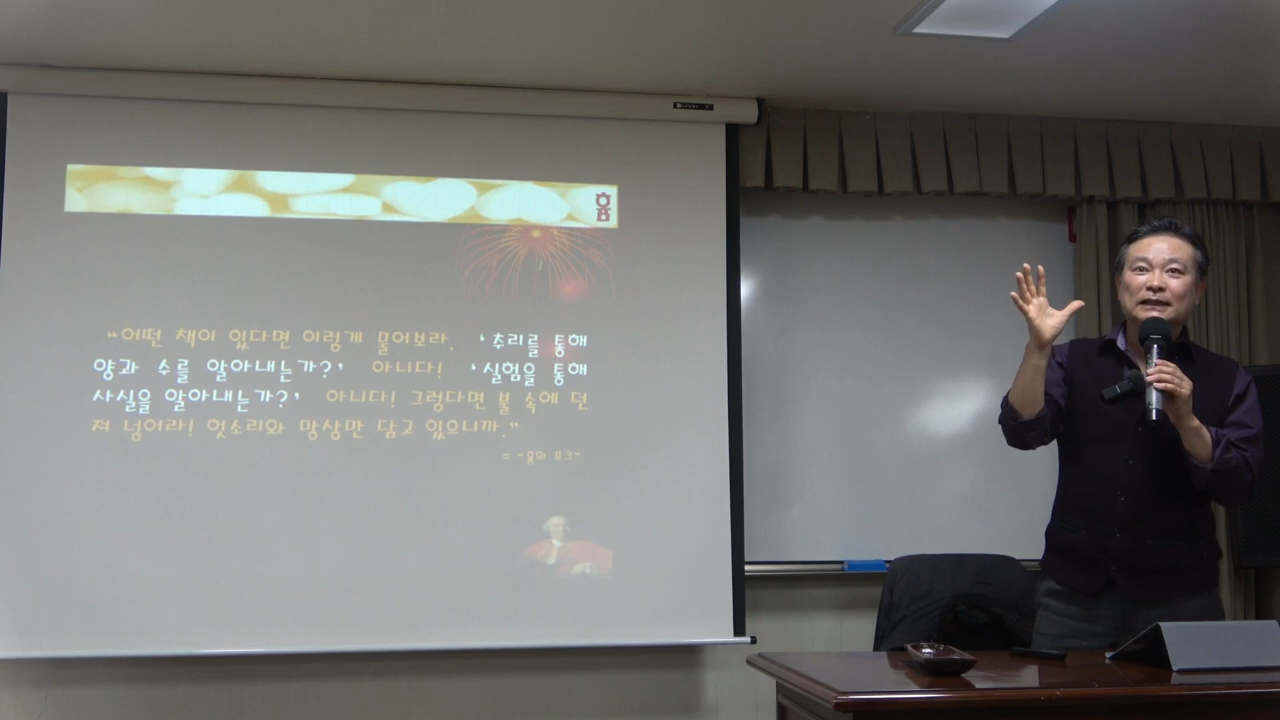 흄
“어떤 책이 있다면 이렇게 물어보라. ‘추리를 통해
양과 수를 알아내는가?’ 아니다! ‘실험을 통해
사실을 알아내는가?’ 아니다! 그렇다면 불 속에 던
져 넣어라! 헛소리와 망상만 담고 있으니까.”
“흄의 포크”